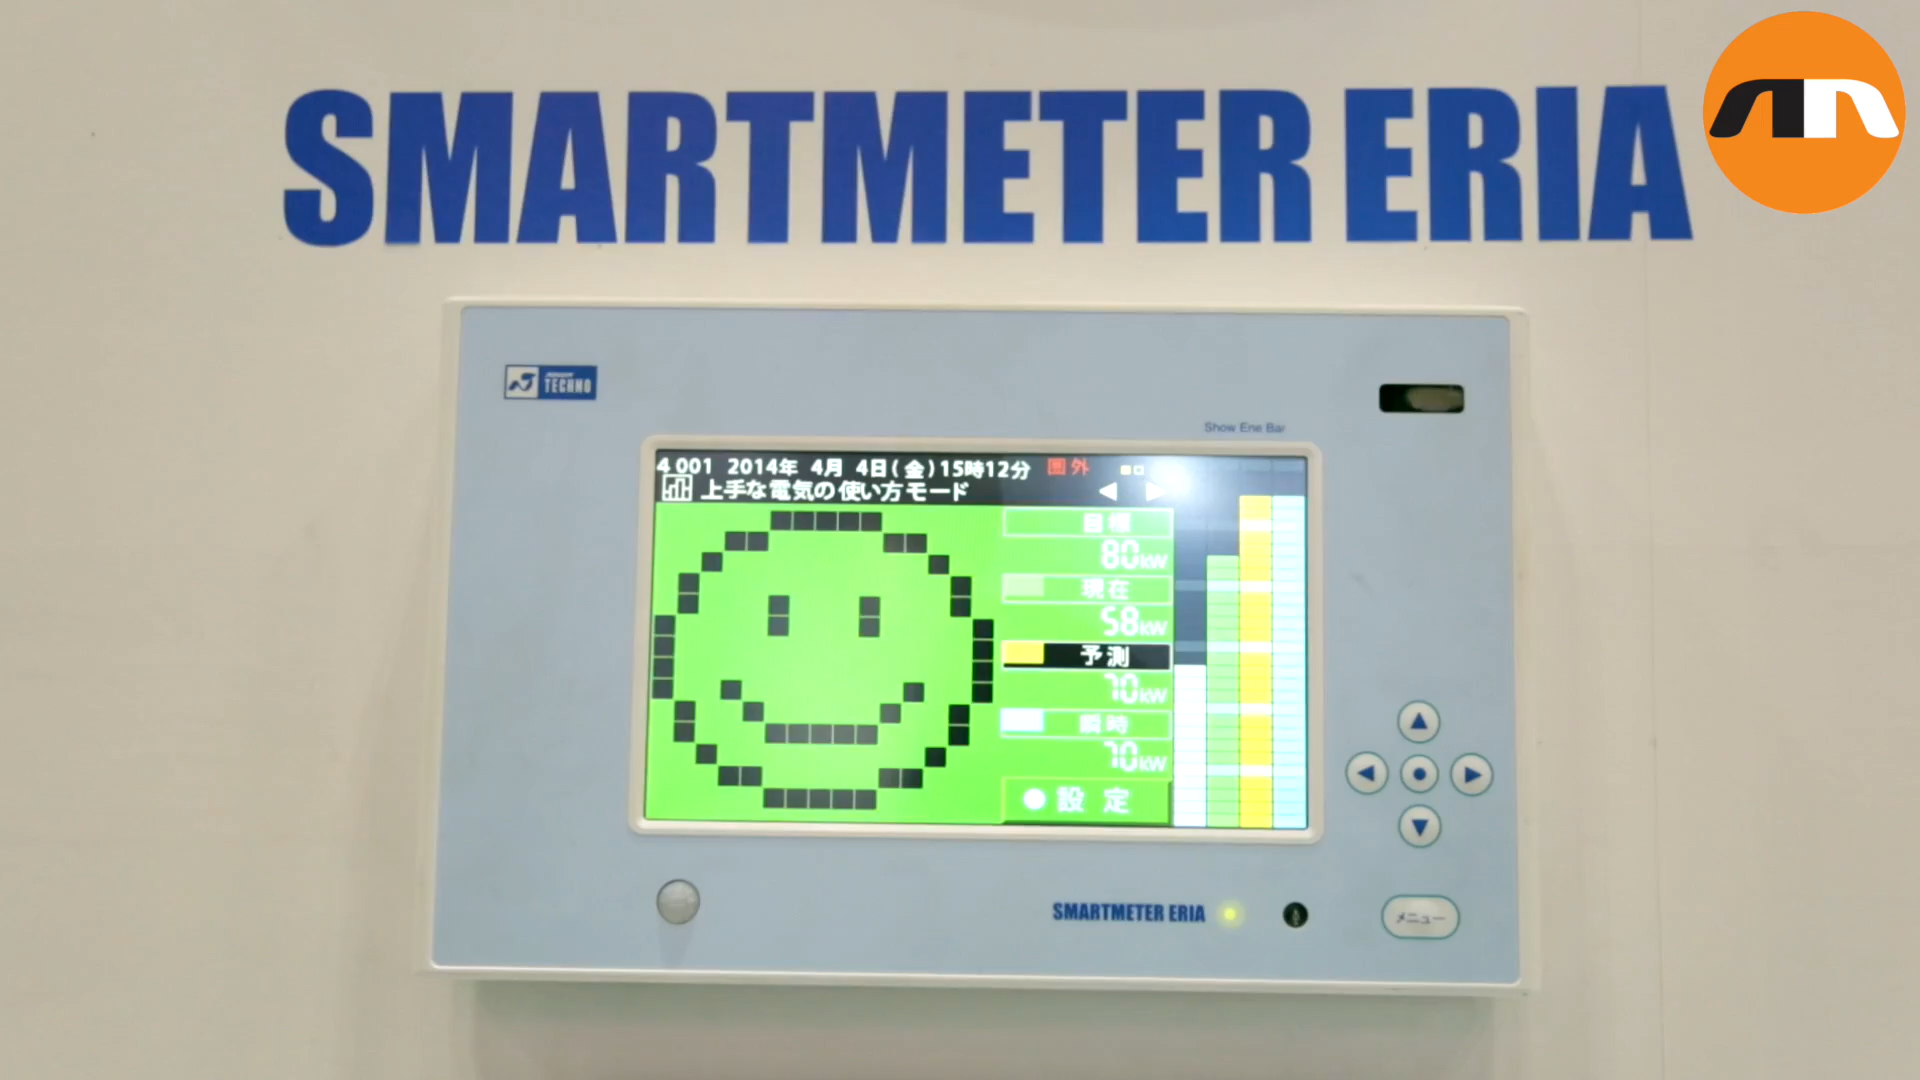 SMARTMETER ERIA
TECHNO
Show Ene Bar
4 001 2014年 4月 4日(金)15時12分 圏外
上手な電気の使い方モード
目標
80kW
現在
58kW
予測
70kW
瞬時
70kW
設定
SMARTMETER ERIA
メニュー